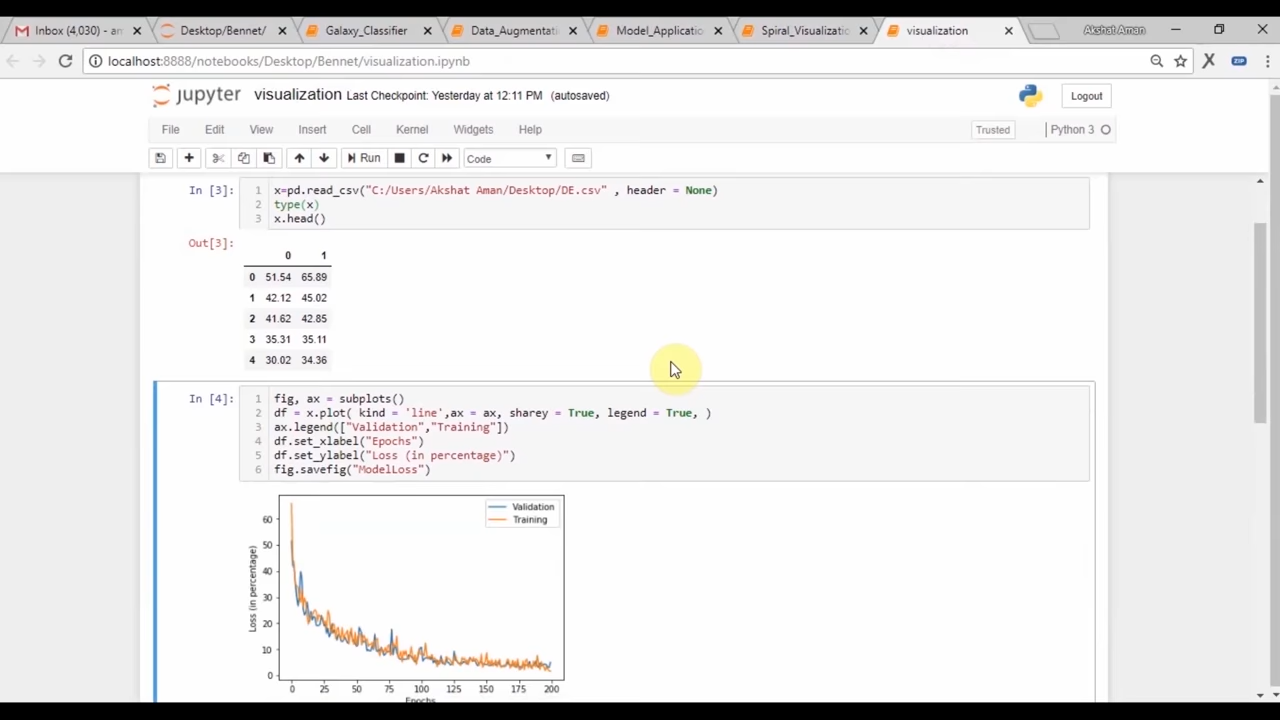 Inbox (4,030) - an
Desktop/Bennet/
Galaxy_Classifier
Data_Augmentati
Model_Applicatio
Spiral_Visualizatio
visualization
Akshat Aman
localhost:8888/notebooks/Desktop/Bennet/visualization.ipynb
ZIP
jupyter visualization Last Checkpoint: Yesterday at 12:11 PM (autosaved)
Logout
File Edit View Insert Cell Kernel Widgets Help
Trusted
Python 3
Run
Code
In [3]:
1 x=pd.read_csv("C:/Users/Akshat Aman/Desktop/DE.csv" , header = None)
2 type(x)
3 x.head()
Out[3]:
0 1
0 51.54 65.89
1 42.12 45.02
2 41.62 42.85
3 35.31 35.11
4 30.02 34.36
In [4]:
1 fig, ax = subplots()
2 df = x.plot( kind = 'line',ax = ax, sharey = True, legend = True, )
3 ax.legend(["Validation","Training"])
4 df.set_xlabel("Epochs")
5 df.set_ylabel("Loss (in percentage)")
6 fig.savefig("ModelLoss")
Validation
Training
Loss (in percentage)
60
50
40
30
20
10
0
0 25 50 75 100 125 150 175 200
Epochs